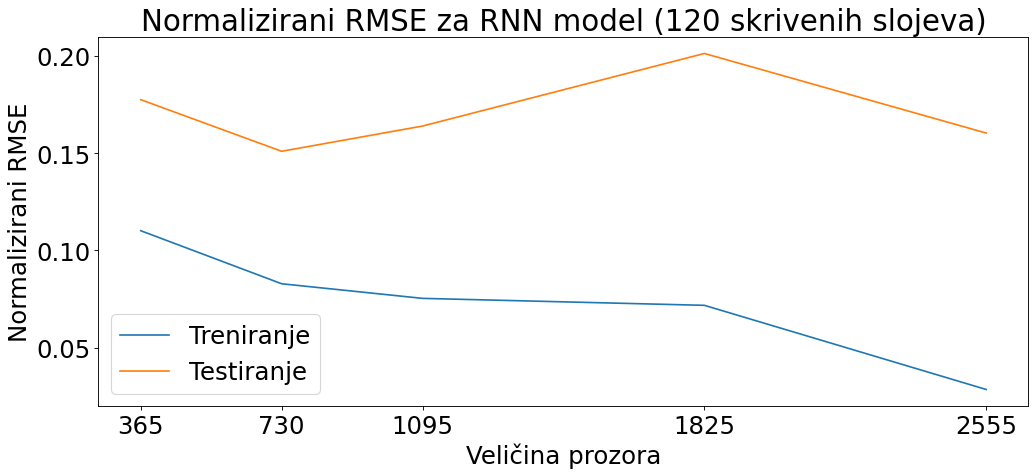 Normalizirani RMSE za RNN model (120 skrivenih slojeva)
Normalizirani RMSE
0.20
0.15
0.10
0.05
Treniranje
Testiranje
365 730 1095 1825 2555
Veličina prozora